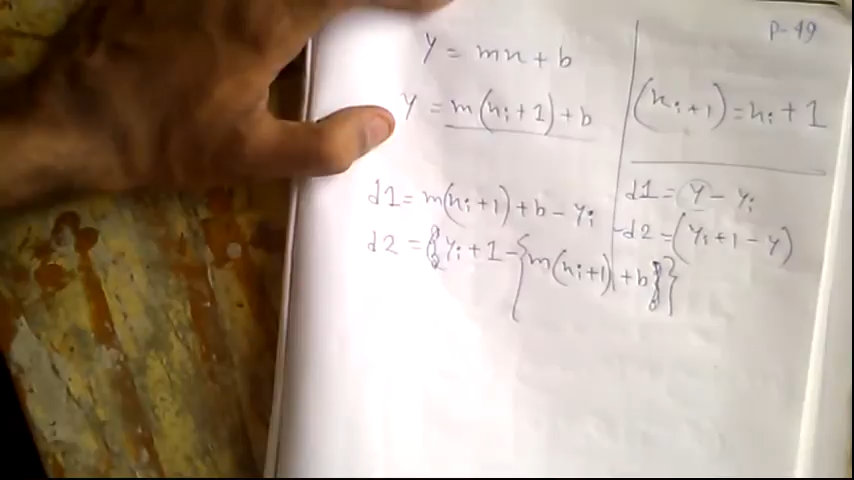 P-49
y = mx + b
y = m(xi+1) + b
(xi+1) = xi + 1
d1 = m(xi+1) + b - yi
d2 = {yi + 1 - {m(xi+1) + b}}
d1 = y - yi
d2 = (yi + 1 - y)